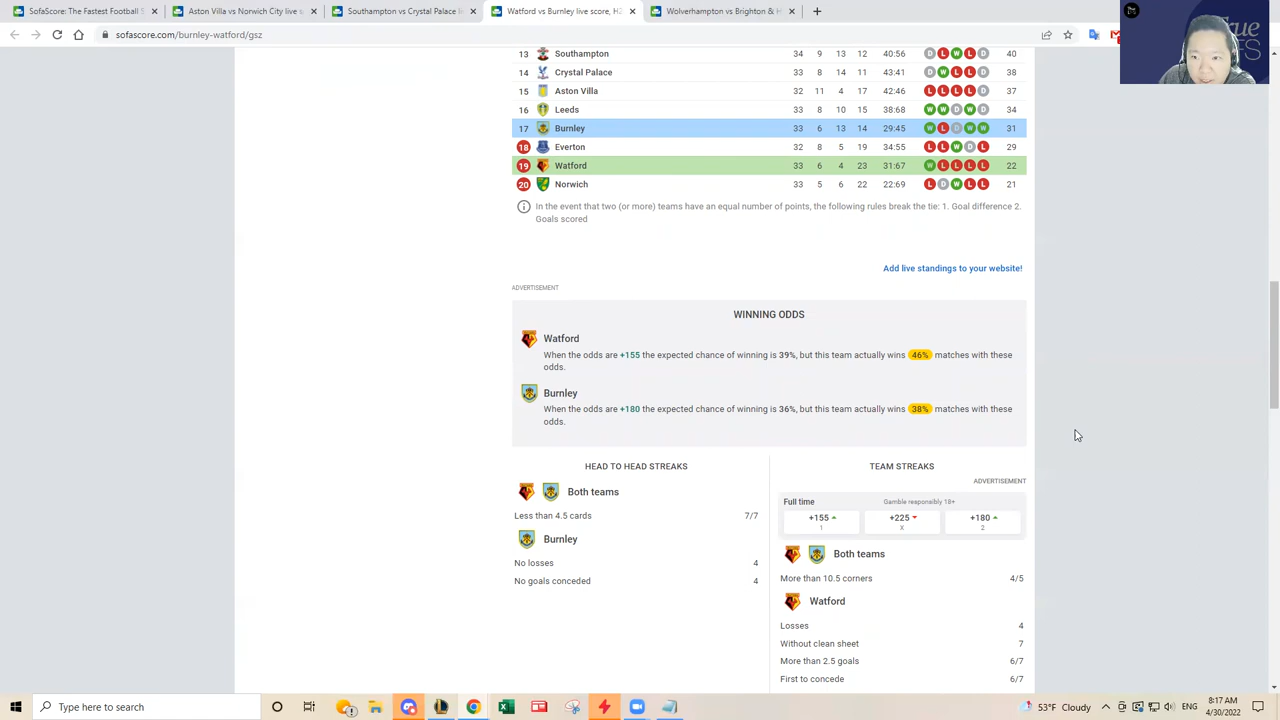 SofaScore: The Fastest Football S
Aston Villa vs Norwich City live s
Southampton vs Crystal Palace li
Watford vs Burnley live score, H2
Wolverhampton vs Brighton & H
sofascore.com/burnley-watford/gsz
13 Southampton 34 9 13 12 40:56 D L W L D 40
14 Crystal Palace 33 8 14 11 43:41 D W L L D 38
15 Aston Villa 32 11 4 17 42:46 L L L L D 37
16 Leeds 33 8 10 15 38:68 W W D W D 34
17 Burnley 33 6 13 14 29:45 W L D W W 31
18 Everton 32 8 5 19 34:55 L L W D L 29
19 Watford 33 6 4 23 31:67 W L L L L 22
20 Norwich 33 5 6 22 22:69 L D W L L 21
In the event that two (or more) teams have an equal number of points, the following rules break the tie: 1. Goal difference 2.
Goals scored
Add live standings to your website!
ADVERTISEMENT
WINNING ODDS
Watford
When the odds are +155 the expected chance of winning is 39%, but this team actually wins 46% matches with these
odds.
Burnley
When the odds are +180 the expected chance of winning is 36%, but this team actually wins 38% matches with these
odds.
HEAD TO HEAD STREAKS
Both teams
Less than 4.5 cards 7/7
Burnley
No losses 4
No goals conceded 4
TEAM STREAKS
ADVERTISEMENT
Full time Gamble responsibly 18+
+155 +225 +180
1 X 2
Both teams
More than 10.5 corners 4/5
Watford
Losses 4
Without clean sheet 7
More than 2.5 goals 6/7
First to concede 6/7
Type here to search
53°F Cloudy
8:17 AM
4/30/2022